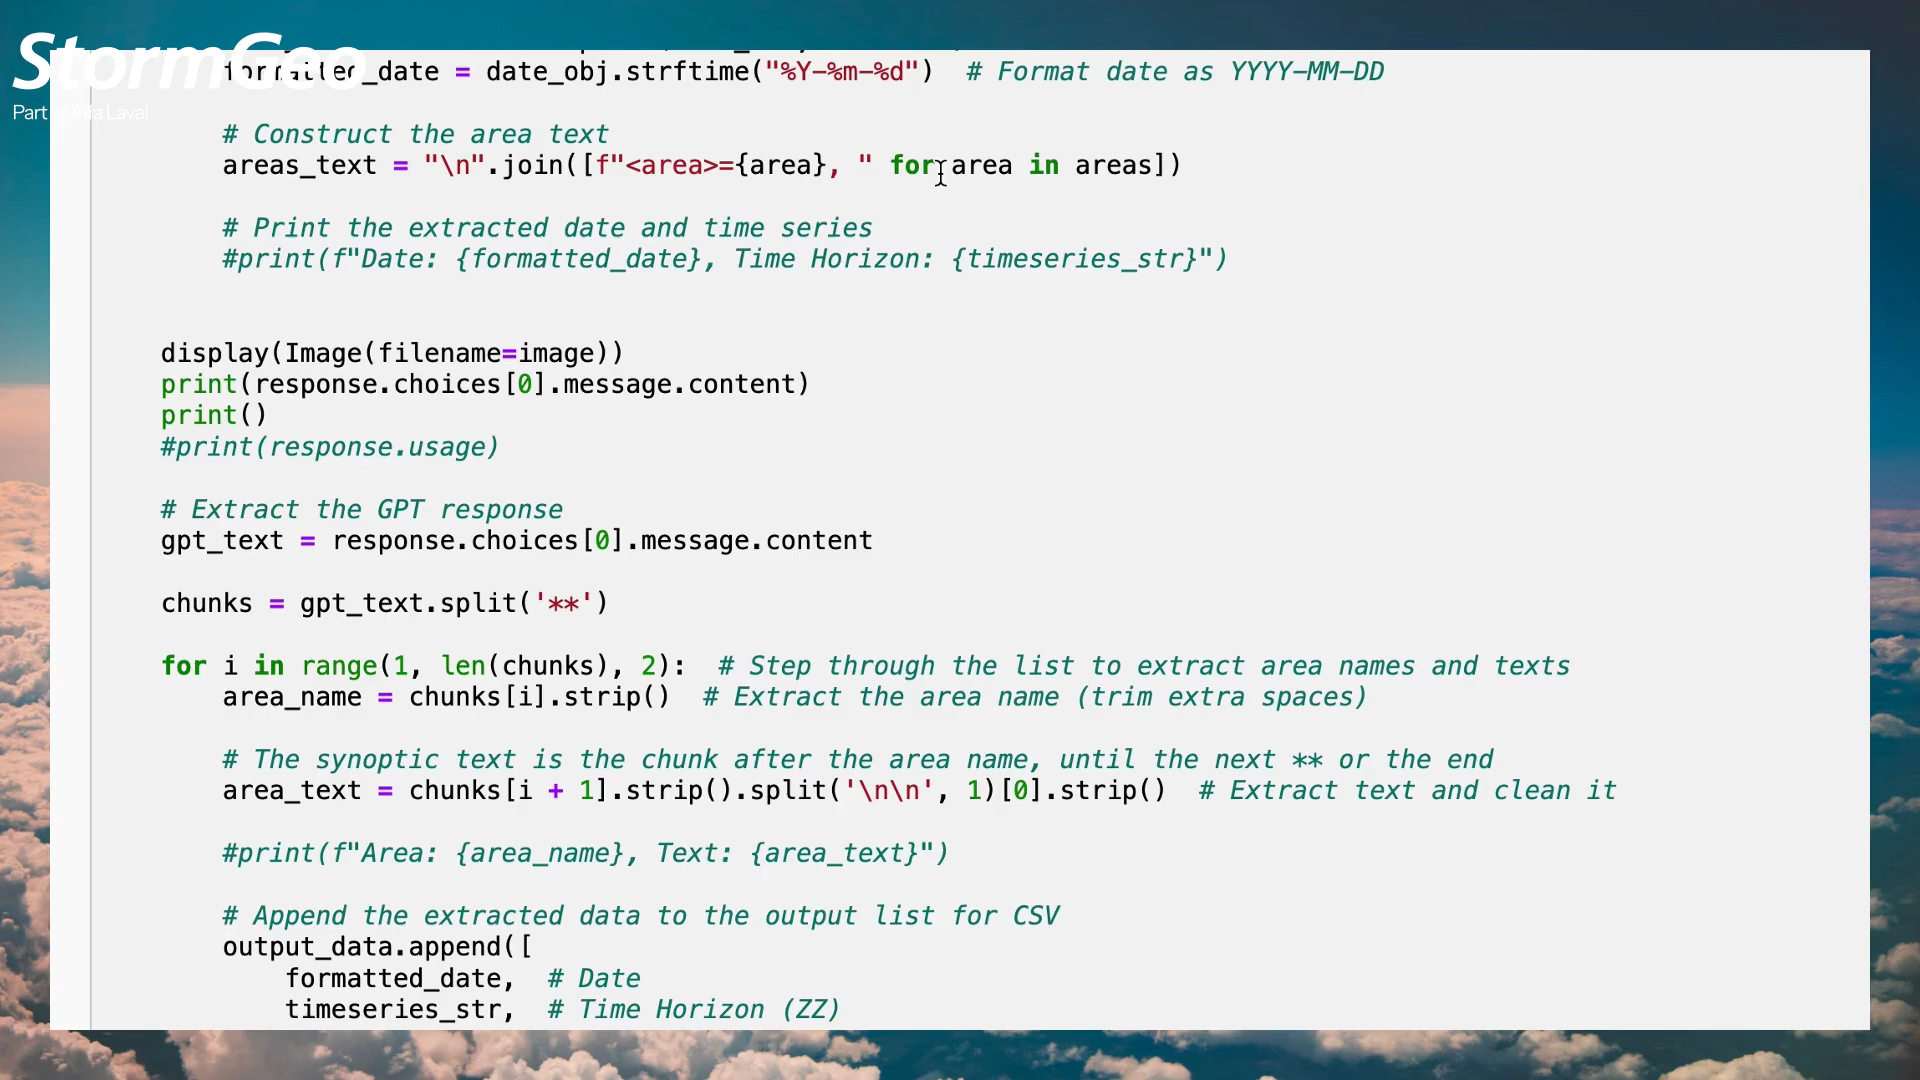 StormGeo
Part of Alfa Laval
formatted_date = date_obj.strftime("%Y-%m-%d")  # Format date as YYYY-MM-DD
# Construct the area text
areas_text = "\n".join([f"<area>={area}, " for area in areas])
# Print the extracted date and time series
#print(f"Date: {formatted_date}, Time Horizon: {timeseries_str}")
display(Image(filename=image))
print(response.choices[0].message.content)
print()
#print(response.usage)
# Extract the GPT response
gpt_text = response.choices[0].message.content
chunks = gpt_text.split('**')
for i in range(1, len(chunks), 2):  # Step through the list to extract area names and texts
area_name = chunks[i].strip()  # Extract the area name (trim extra spaces)
# The synoptic text is the chunk after the area name, until the next ** or the end
area_text = chunks[i + 1].strip().split('\n\n', 1)[0].strip()  # Extract text and clean it
#print(f"Area: {area_name}, Text: {area_text}")
# Append the extracted data to the output list for CSV
output_data.append([
formatted_date,  # Date
timeseries_str,  # Time Horizon (ZZ)